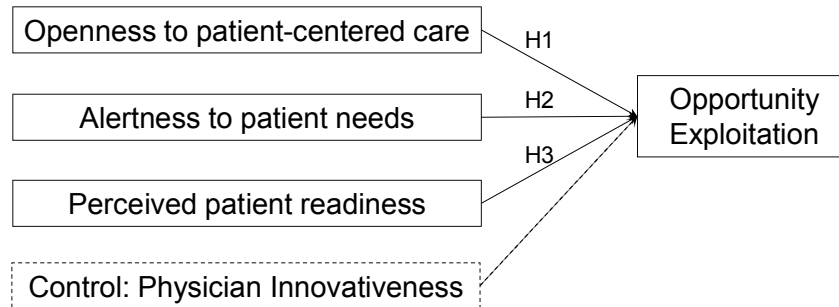 Openness to patient-centered care
H1
Alertness to patient needs
H2
Opportunity
Exploitation
H3
Perceived patient readiness
Control: Physician Innovativeness